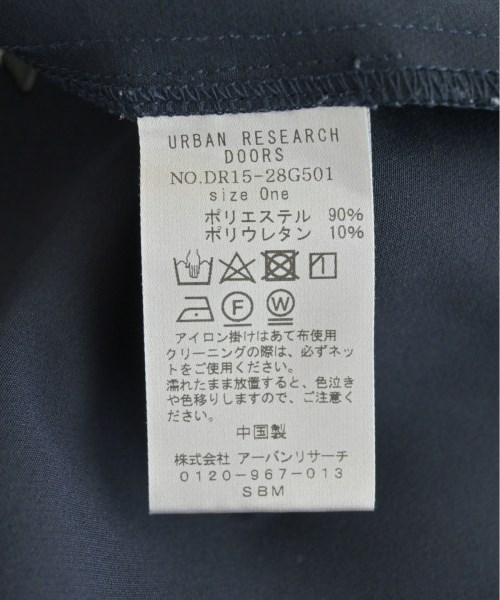 URBAN RESEARCH
DOORS
NO.DR15-28G501
size One
ポリエステル 90%
ポリウレタン 10%
F W
アイロン掛けはあて布使用
クリーニングの際は、必ずネッ
トをご使用ください。
濡れたまま放置すると、色泣き
や色移りしますので、ご注意く
ださい。
中国製
株式会社 アーバンリサーチ
0120-967-013
SBM